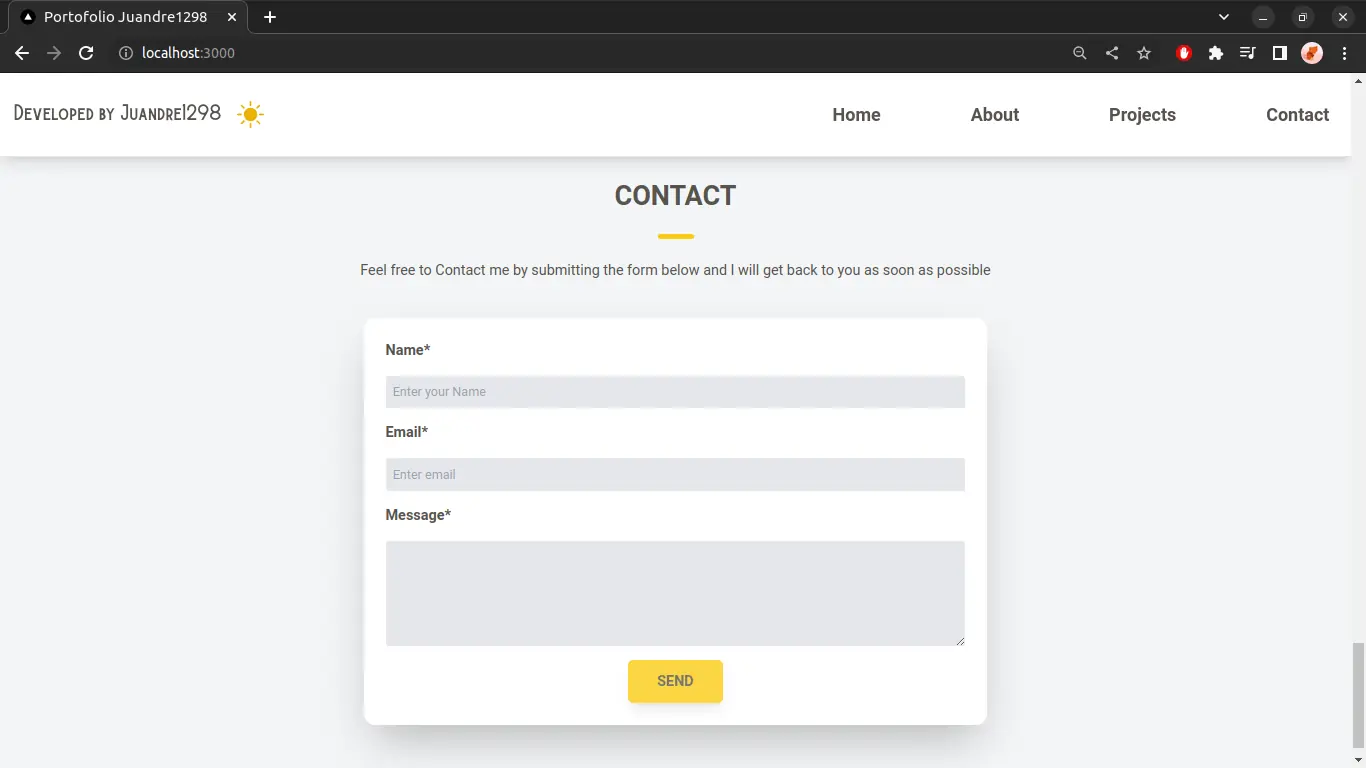 Portofolio Juandre1298
localhost:3000
Developed by Juandre1298
Home About Projects Contact
CONTACT
Feel free to Contact me by submitting the form below and I will get back to you as soon as possible
Name*
Enter your Name
Email*
Enter email
Message*
SEND